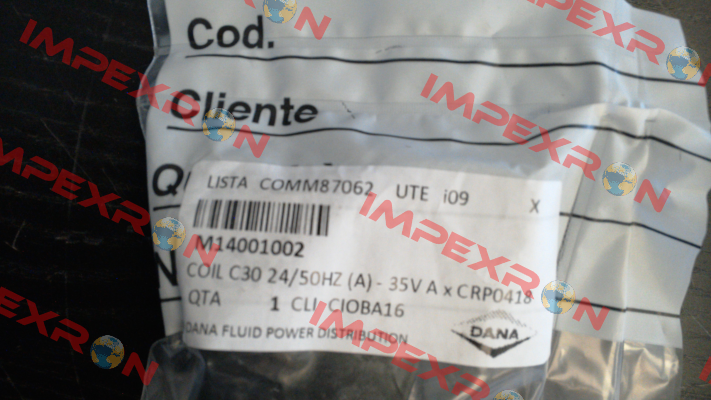 Cod.
Cliente
LISTA COMM87062 UTE i09 X
M14001002
COIL C30 24/50HZ (A) - 35V A x CRP0418
QTA 1 CLI CIOBA16
DANA FLUID POWER DISTRIBUTION
DANA
IMPEXRON
IMPEXRON
IMPEXRON
IMPEXRON
IMPEXRON
IMPEXRON